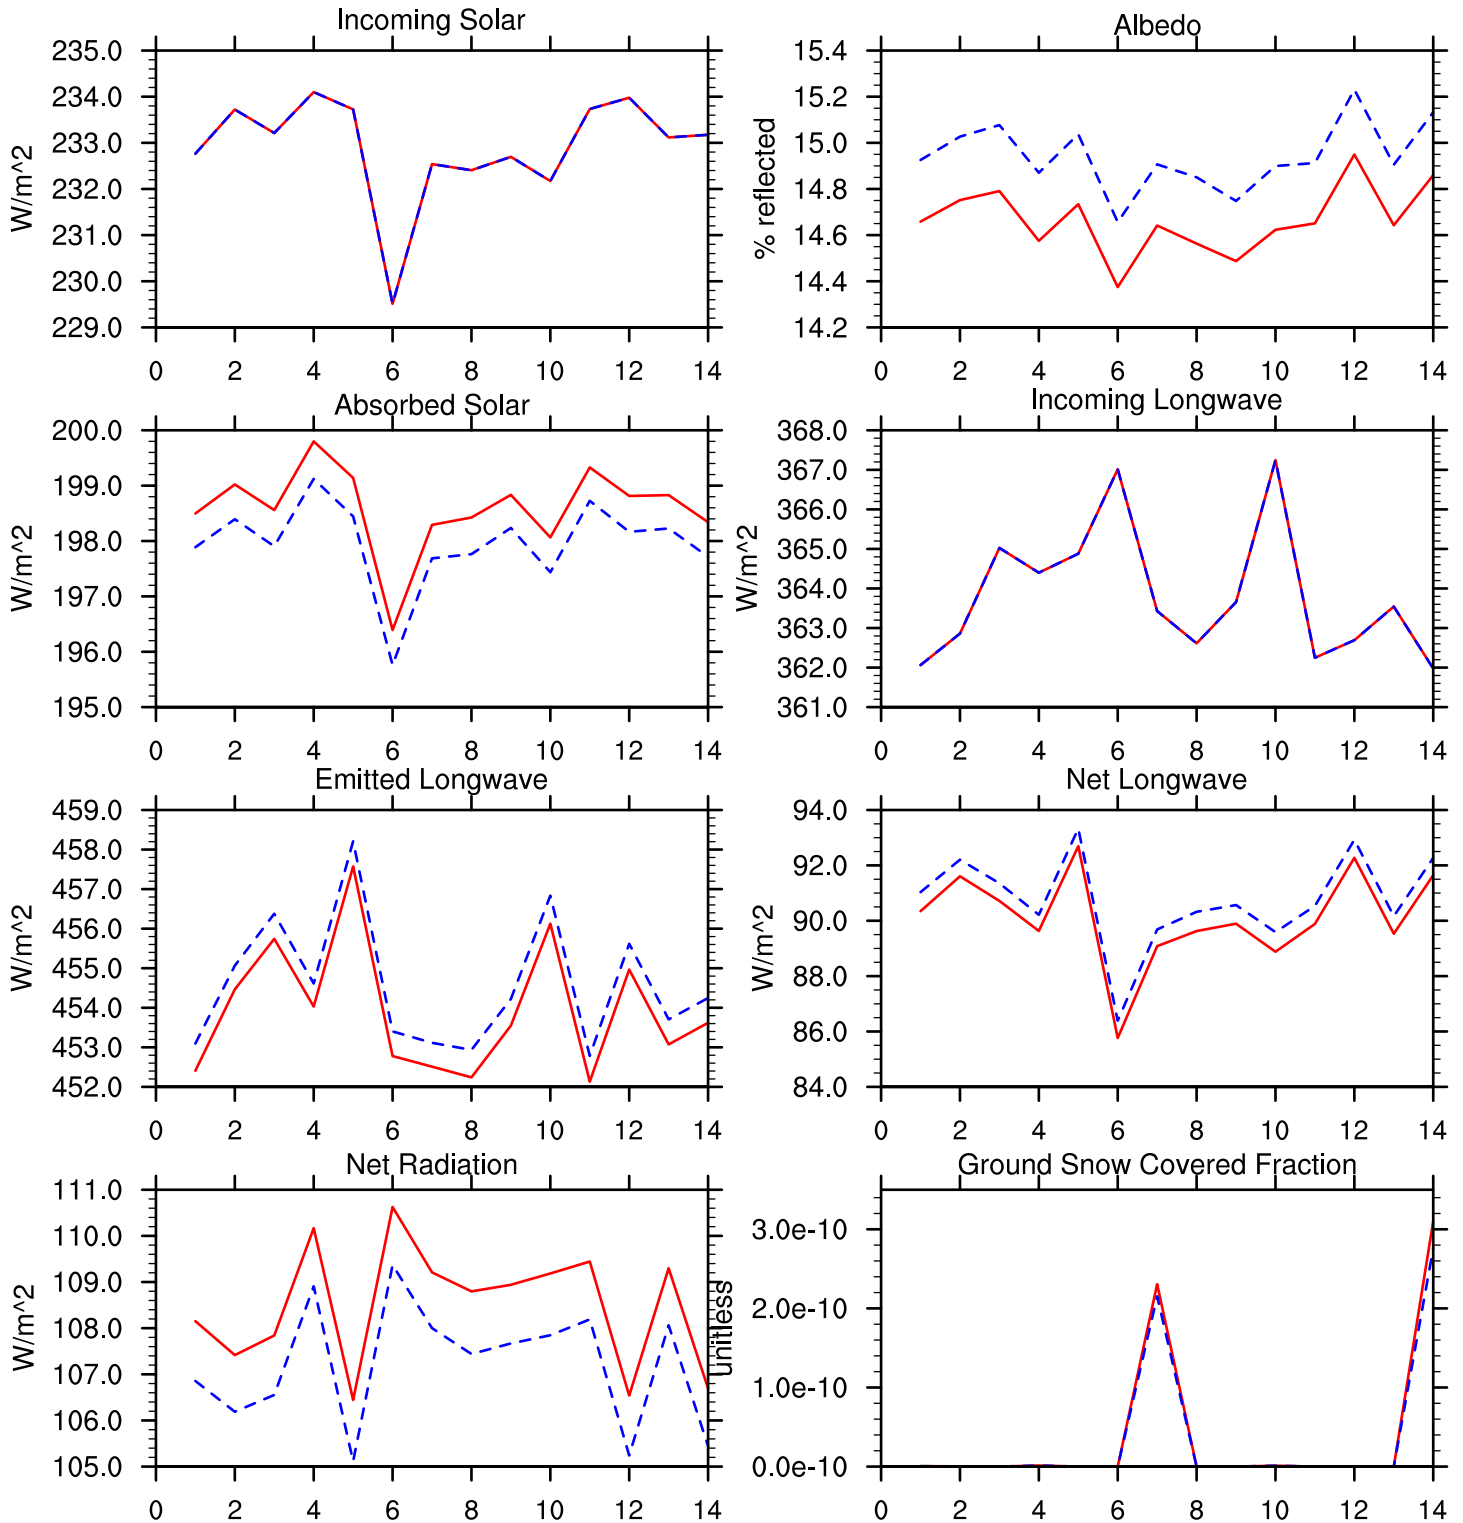 Incoming Solar
W/m^2
235.0
234.0
233.0
232.0
231.0
230.0
229.0
0 2 4 6 8 10 12 14
Albedo
% reflected
15.4
15.2
15.0
14.8
14.6
14.4
14.2
0 2 4 6 8 10 12 14
Absorbed Solar
W/m^2
200.0
199.0
198.0
197.0
196.0
195.0
0 2 4 6 8 10 12 14
Incoming Longwave
W/m^2
368.0
367.0
366.0
365.0
364.0
363.0
362.0
361.0
0 2 4 6 8 10 12 14
Emitted Longwave
W/m^2
459.0
458.0
457.0
456.0
455.0
454.0
453.0
452.0
0 2 4 6 8 10 12 14
Net Longwave
W/m^2
94.0
92.0
90.0
88.0
86.0
84.0
0 2 4 6 8 10 12 14
Net Radiation
W/m^2
111.0
110.0
109.0
108.0
107.0
106.0
105.0
0 2 4 6 8 10 12 14
Ground Snow Covered Fraction
unitless
3.0e-10
2.0e-10
1.0e-10
0.0e-10
0 2 4 6 8 10 12 14